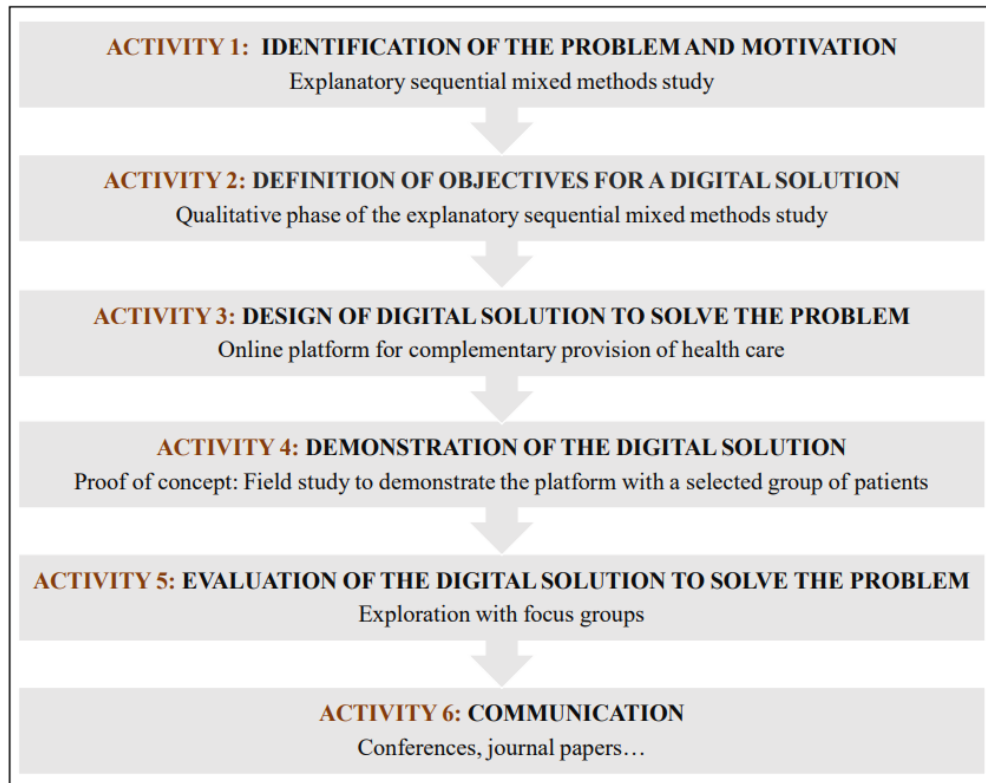 ACTIVITY 1: IDENTIFICATION OF THE PROBLEM AND MOTIVATION
Explanatory sequential mixed methods study
ACTIVITY 2: DEFINITION OF OBJECTIVES FOR A DIGITAL SOLUTION
Qualitative phase of the explanatory sequential mixed methods study
ACTIVITY 3: DESIGN OF DIGITAL SOLUTION TO SOLVE THE PROBLEM
Online platform for complementary provision of health care
ACTIVITY 4: DEMONSTRATION OF THE DIGITAL SOLUTION
Proof of concept: Field study to demonstrate the platform with a selected group of patients
ACTIVITY 5: EVALUATION OF THE DIGITAL SOLUTION TO SOLVE THE PROBLEM
Exploration with focus groups
ACTIVITY 6: COMMUNICATION
Conferences, journal papers…